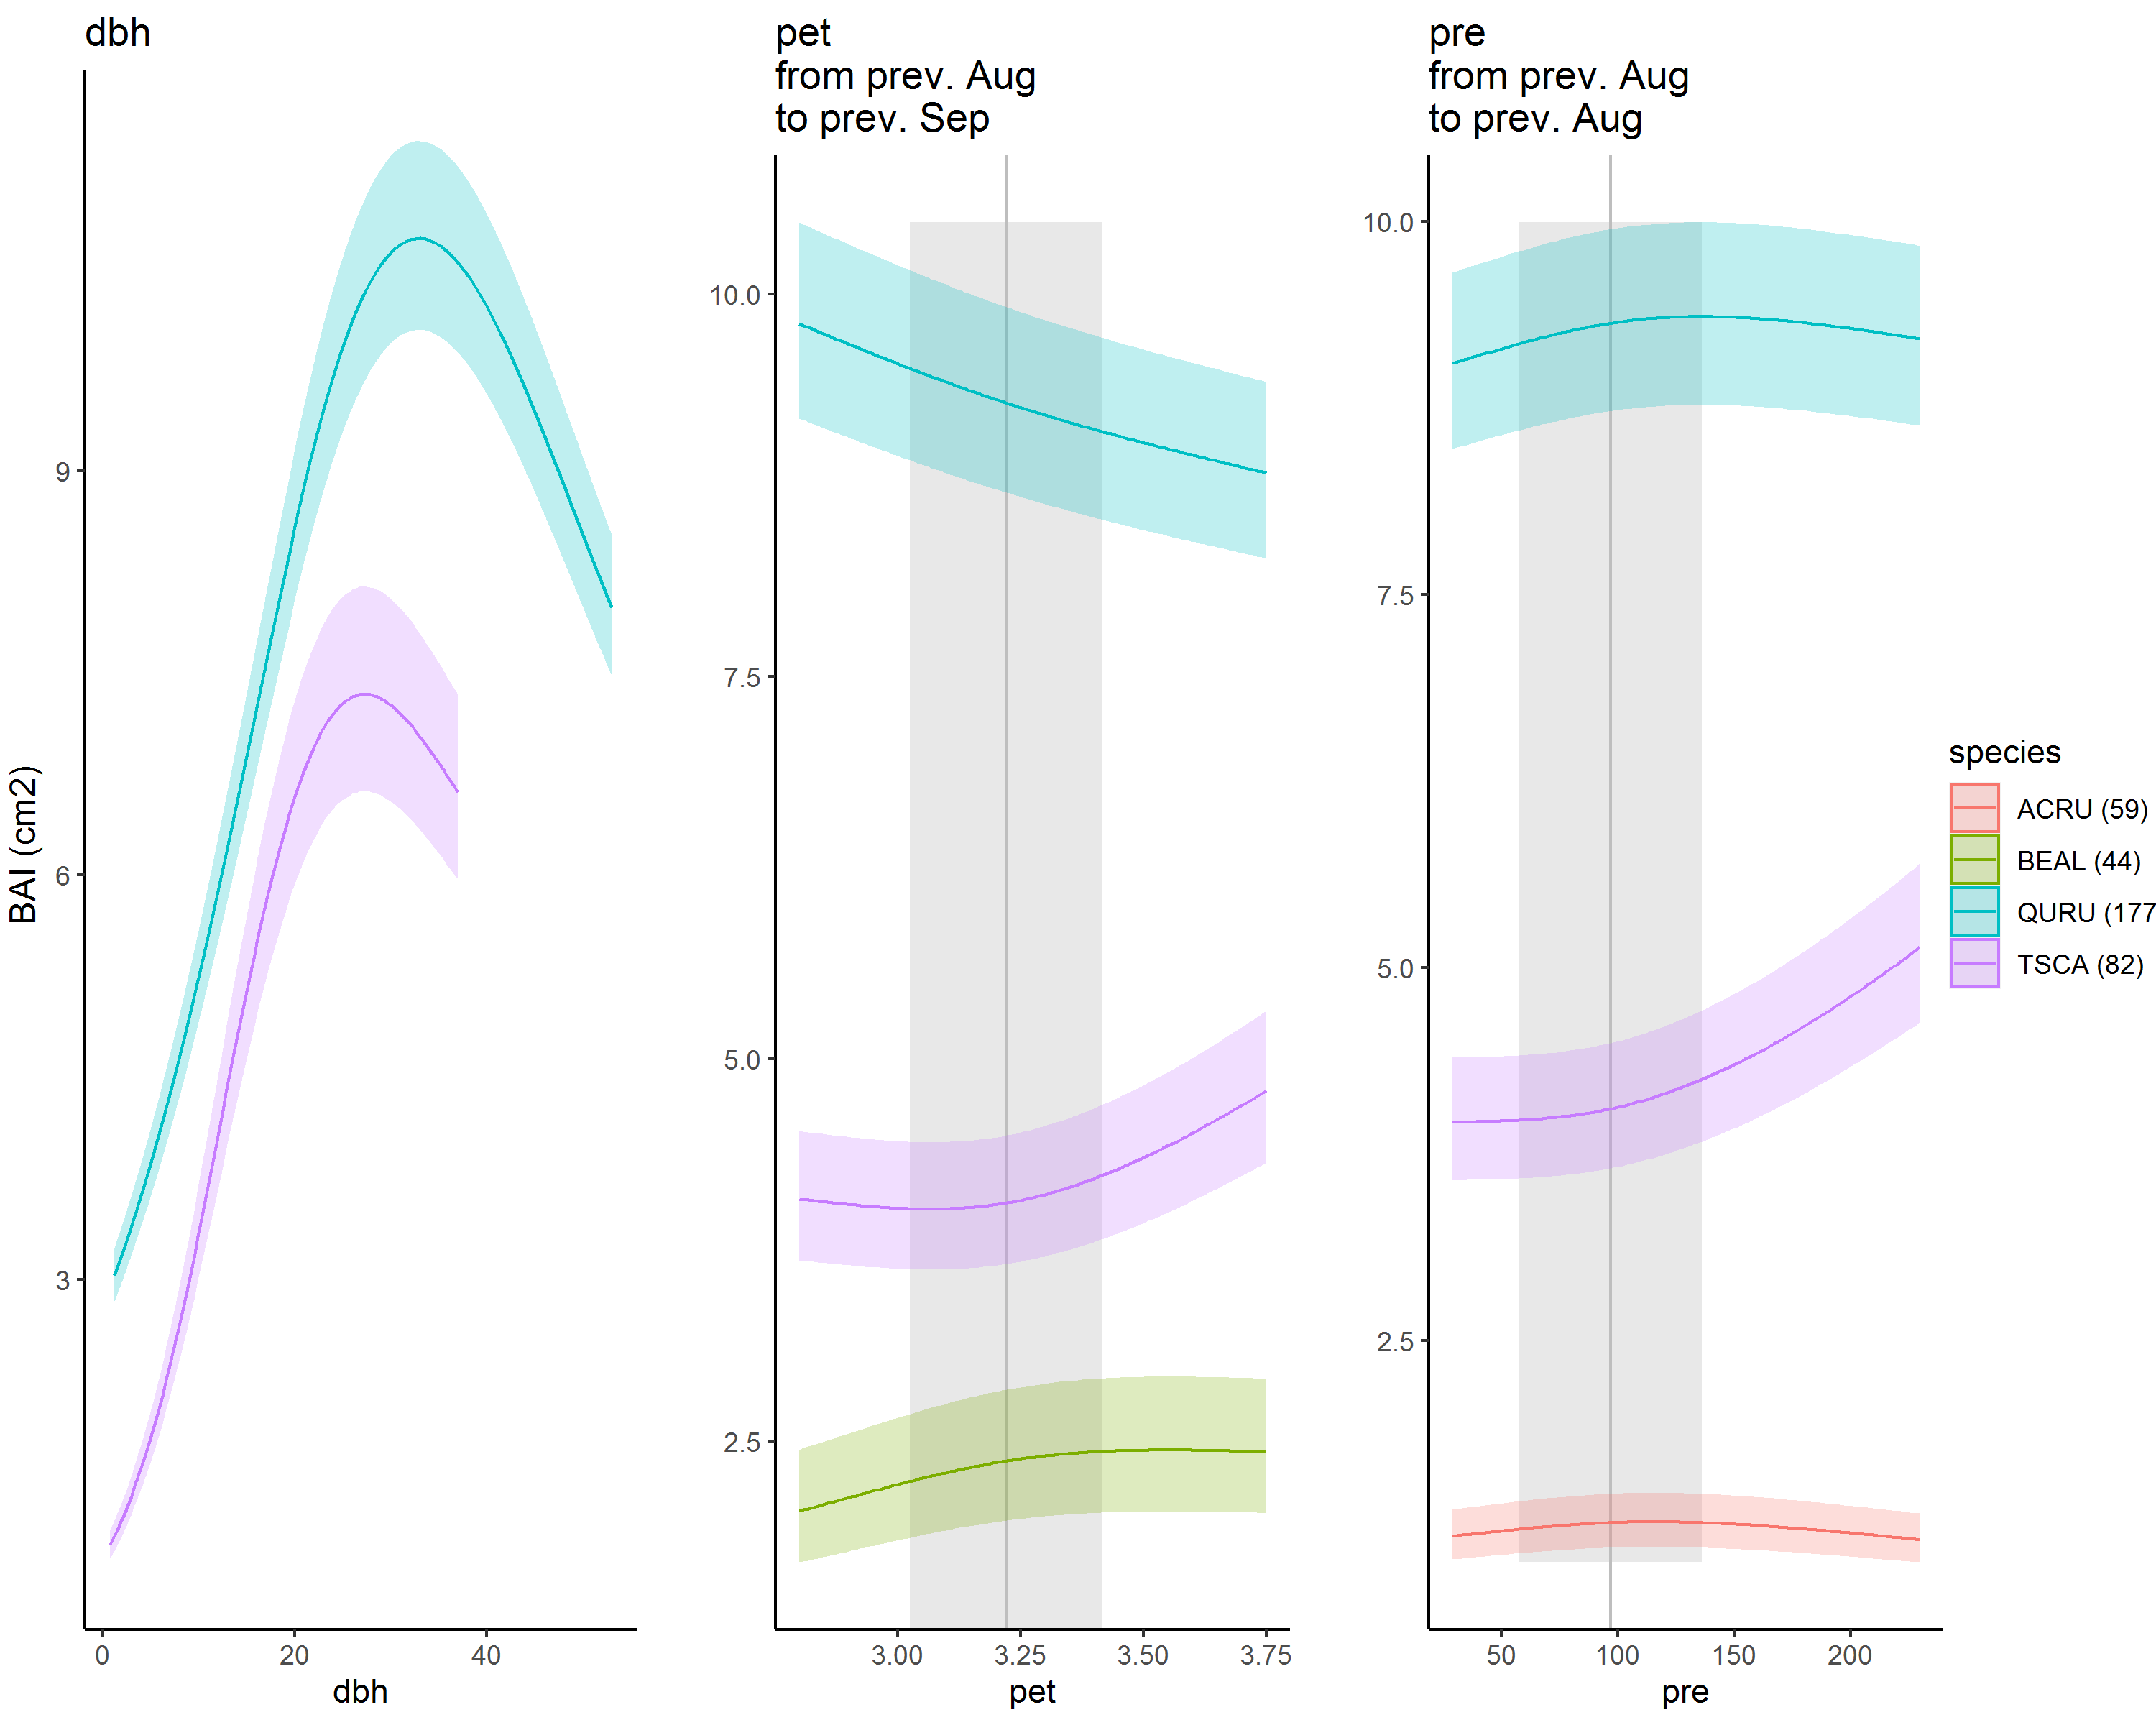 dbh
pet
from prev. Aug
to prev. Sep
pre
from prev. Aug
to prev. Aug
BAI (cm2)
9
6
3
0
20
40
dbh
10.0
7.5
5.0
2.5
3.00
3.25
3.50
3.75
pet
10.0
7.5
5.0
2.5
50
100
150
200
pre
species
ACRU (59)
BEAL (44)
QURU (177
TSCA (82)